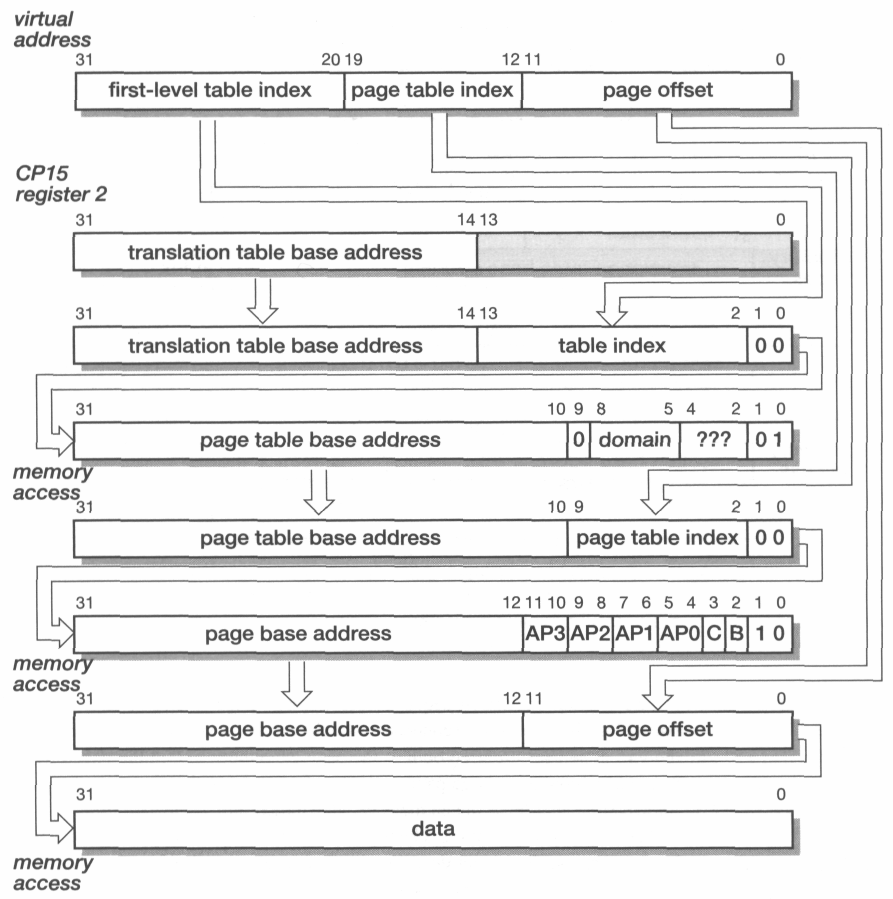 virtual
address
31 20 19 12 11 0
first-level table index page table index page offset
CP15
register 2
31 14 13 0
translation table base address
31 14 13 2 1 0
translation table base address table index 0 0
31 10 9 8 5 4 2 1 0
page table base address 0 domain ??? 0 1
memory
access
31 10 9 2 1 0
page table base address page table index 0 0
31 12 11 10 9 8 7 6 5 4 3 2 1 0
page base address AP3 AP2 AP1 AP0 C B 1 0
memory
access
31 12 11 0
page base address page offset
31 0
data
memory
access